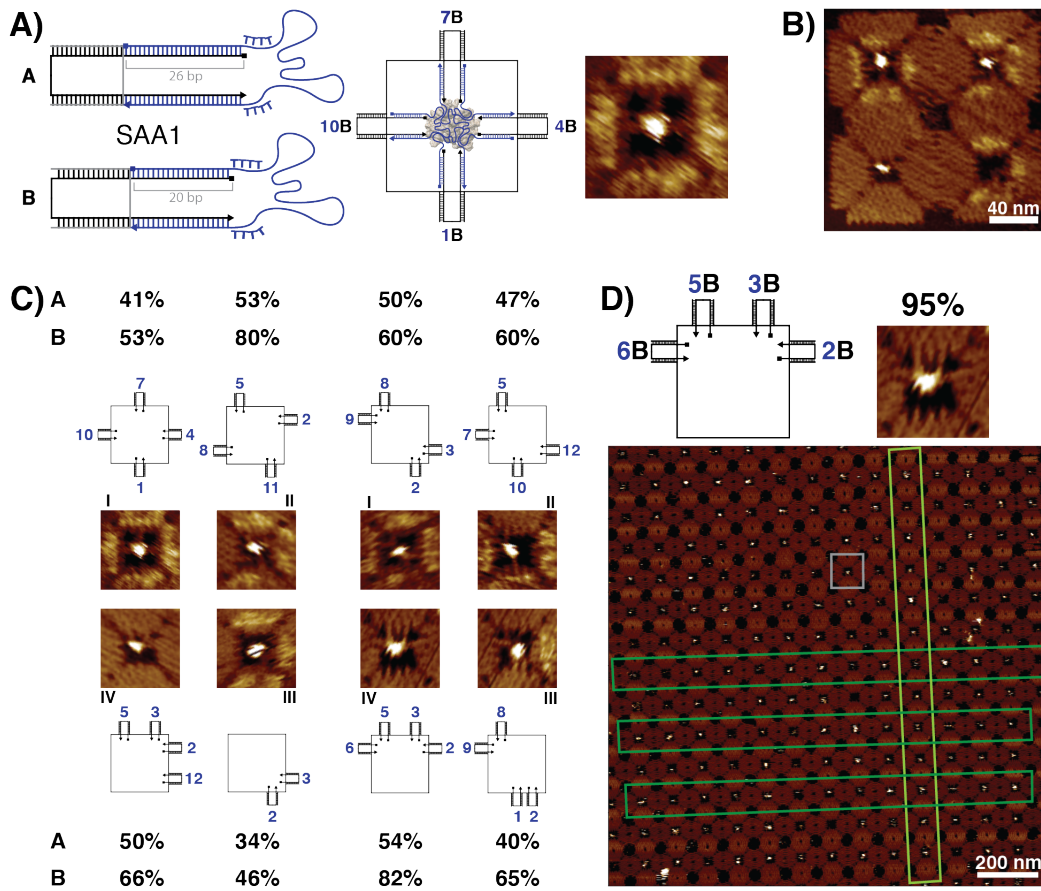 A)
A
26 bp
SAA1
B
20 bp
7B
10B
4B
1B
B)
40 nm
C)
A 41% 53% 50% 47%
B 53% 80% 60% 60%
7 5 8 5
10 4 2 9 7
8 3 12
1 11 2 10
I II I II
IV III IV III
5 3 5 3 8
2 3 6 2 9
12
2 1 2
A 50% 34% 54% 40%
B 66% 46% 82% 65%
D)
5B 3B
95%
6B 2B
200 nm